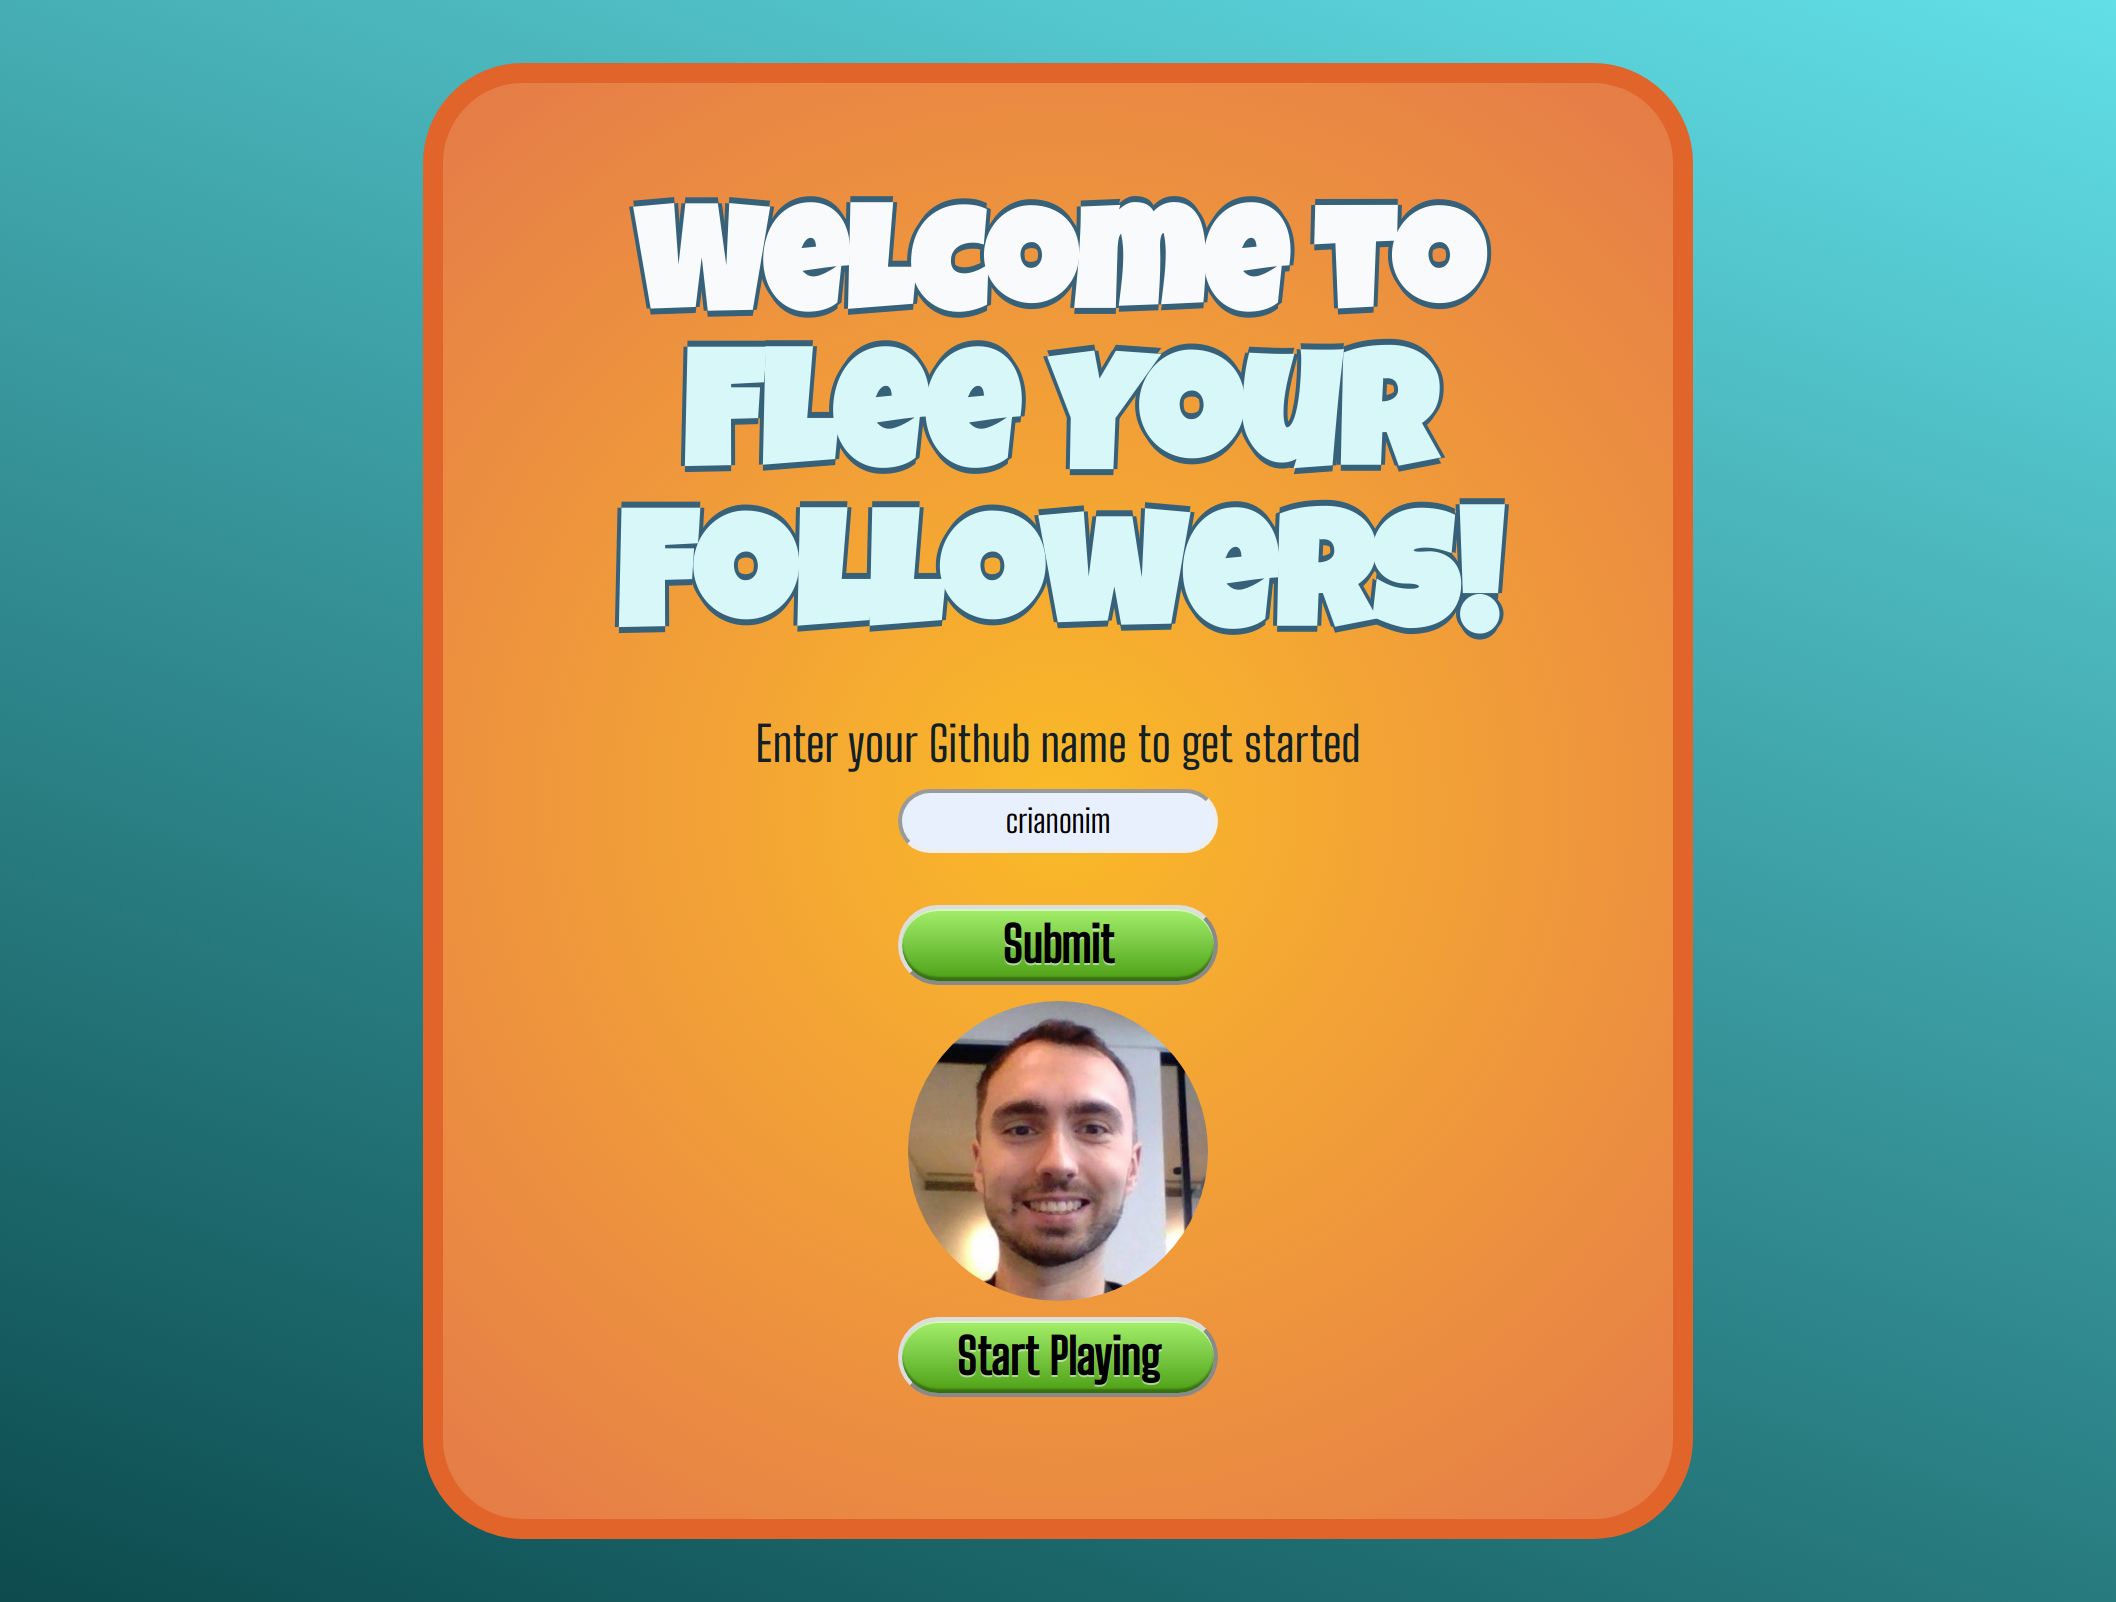 Welcome to
Flee Your
Followers!
Enter your Github name to get started
crianonim
Submit
Start Playing